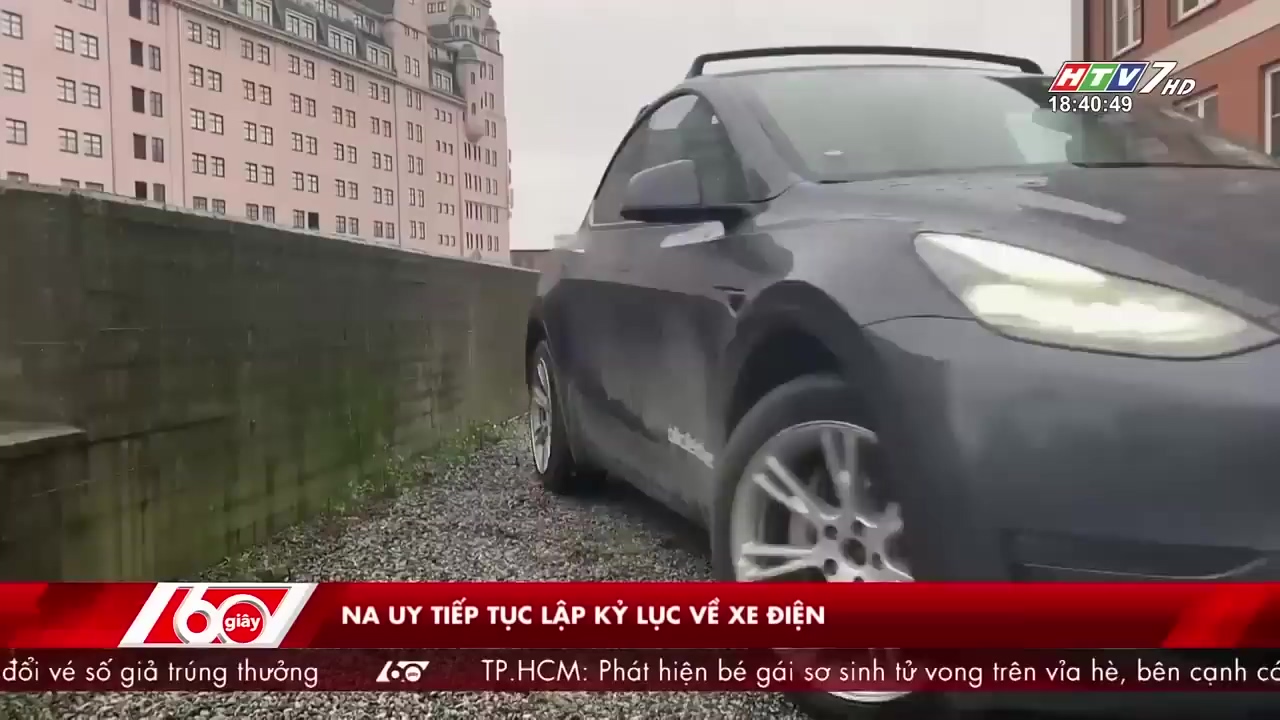 HTV7 HD
18:40:49
60 giây
NA UY TIẾP TỤC LẬP KỶ LỤC VỀ XE ĐIỆN
đổi vé số giả trúng thưởng 60 TP.HCM: Phát hiện bé gái sơ sinh tử vong trên vỉa hè, bên cạnh